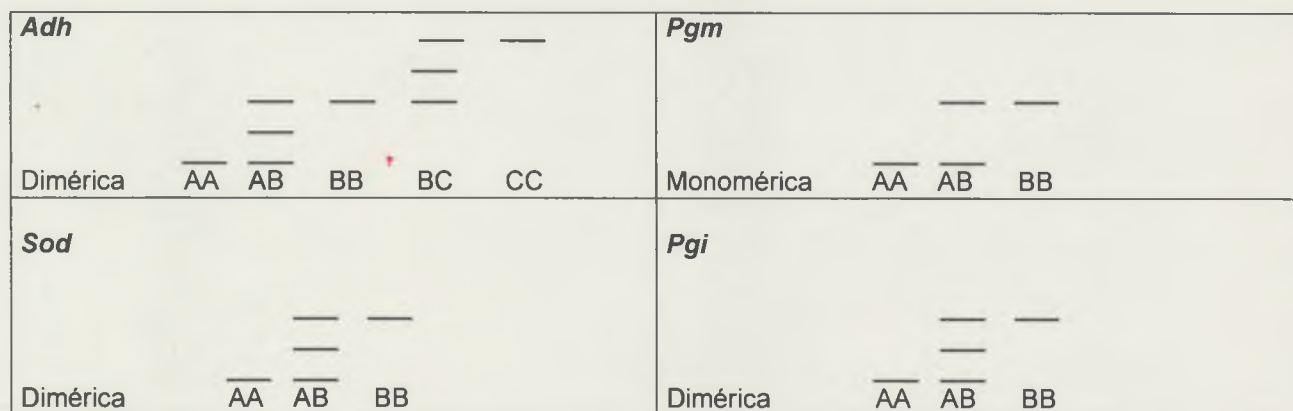 Adh
Dimérica AA AB BB BC CC
Pgm
Monomérica AA AB BB
Sod
Dimérica AA AB BB
Pgi
Dimérica AA AB BB